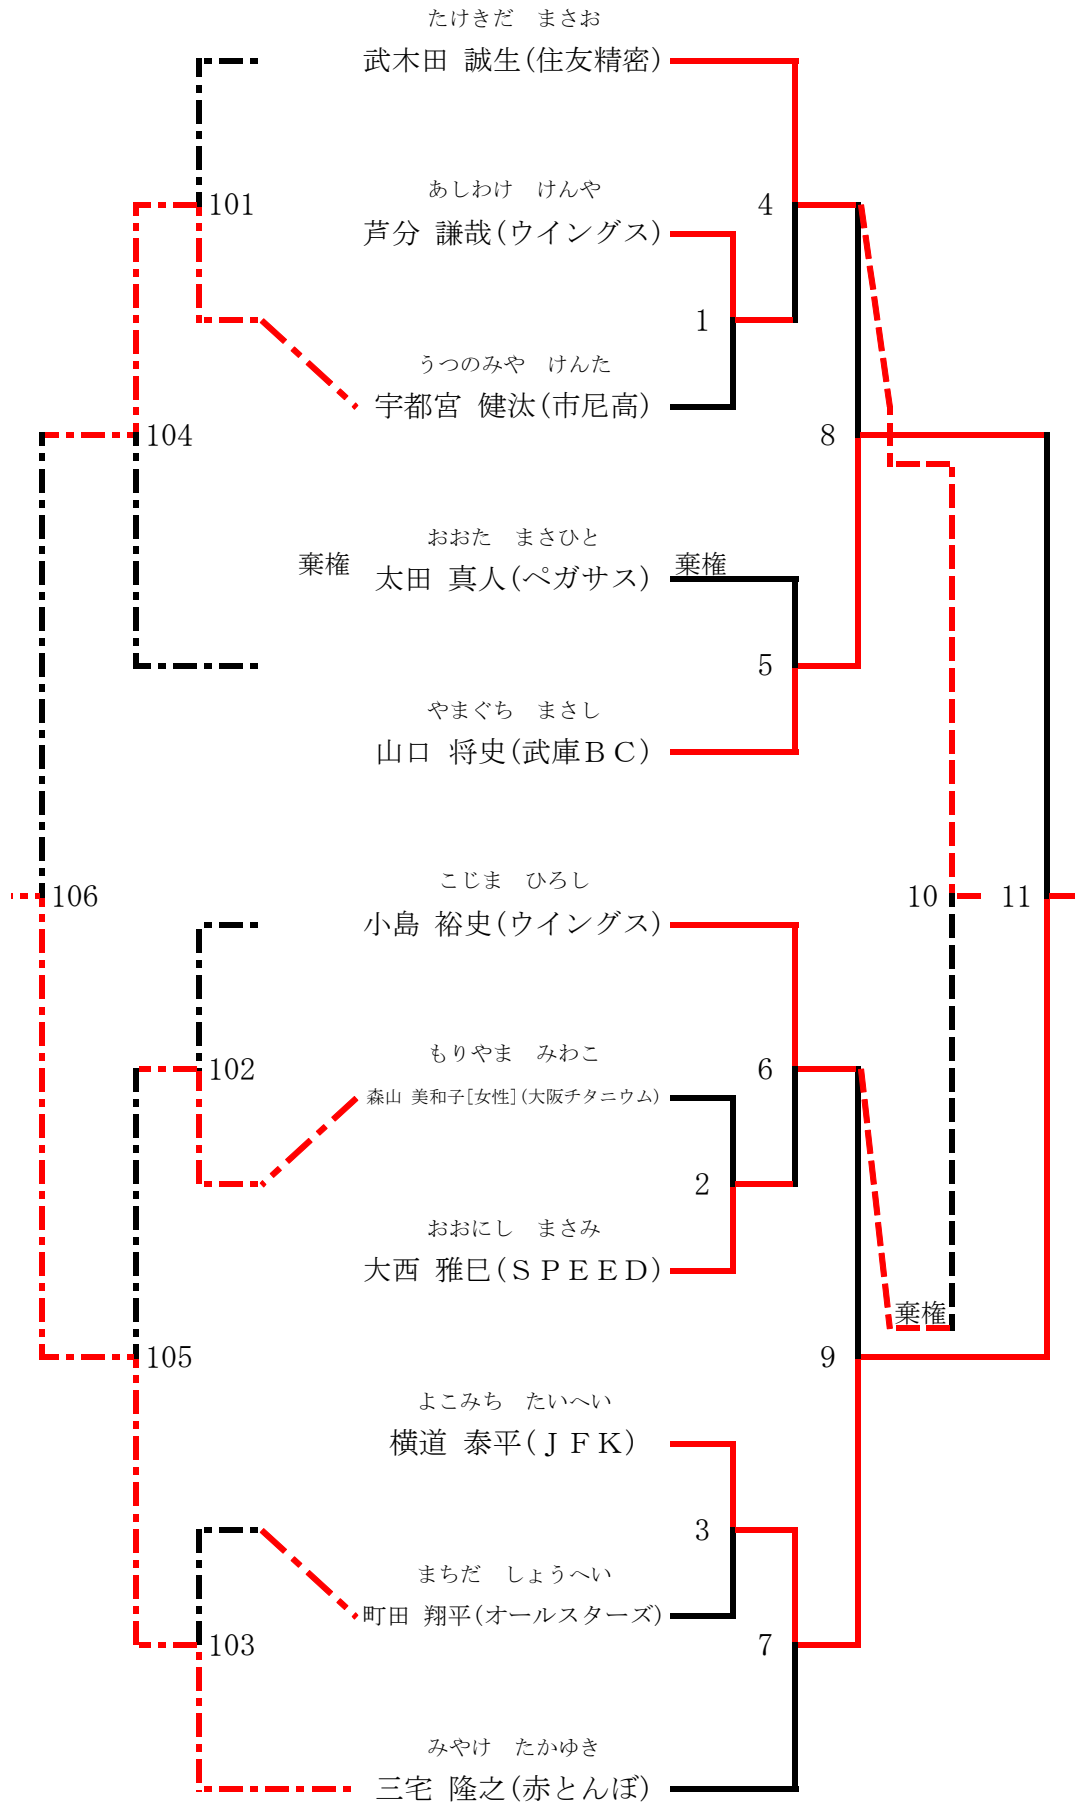 たけきだ　まさお
武木田 誠生(住友精密)
101
あしわけ　けんや
芦分 謙哉(ウイングス)
4
1
うつのみや　けんた
宇都宮 健汰(市尼高)
104
8
おおた　まさひと
棄権 太田 真人(ペガサス) 棄権
5
やまぐち　まさし
山口 将史(武庫ＢＣ)
こじま　ひろし
106
小島 裕史(ウイングス)
10 11
もりやま　みわこ
102
6
森山 美和子[女性](大阪チタニウム)
2
おおにし　まさみ
大西 雅巳(ＳＰＥＥＤ)
棄権
105
9
よこみち　たいへい
横道 泰平(ＪＦＫ)
3
まちだ　しょうへい
町田 翔平(オールスターズ)
103
7
みやけ　たかゆき
三宅 隆之(赤とんぼ)